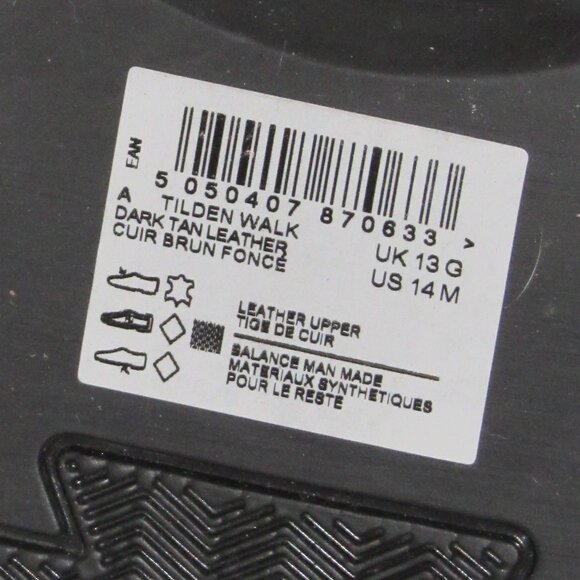 EAN
5 050407 870633 >
A TILDEN WALK
DARK TAN LEATHER
CUIR BRUN FONCE
UK 13 G
US 14 M
LEATHER UPPER
TIGE DE CUIR
BALANCE MAN MADE
MATERIAUX SYNTHETIQUES
POUR LE RESTE